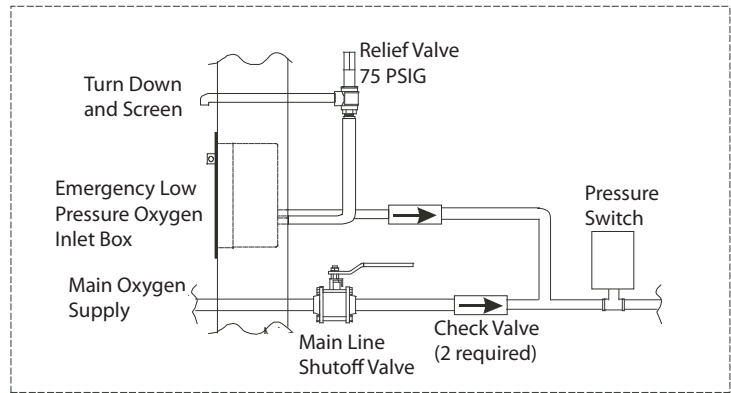 Relief Valve
75 PSIG
Turn Down
and Screen
Emergency Low
Pressure Oxygen
Inlet Box
Pressure
Switch
Main Oxygen
Supply
Main Line
Shutoff Valve
Check Valve
(2 required)